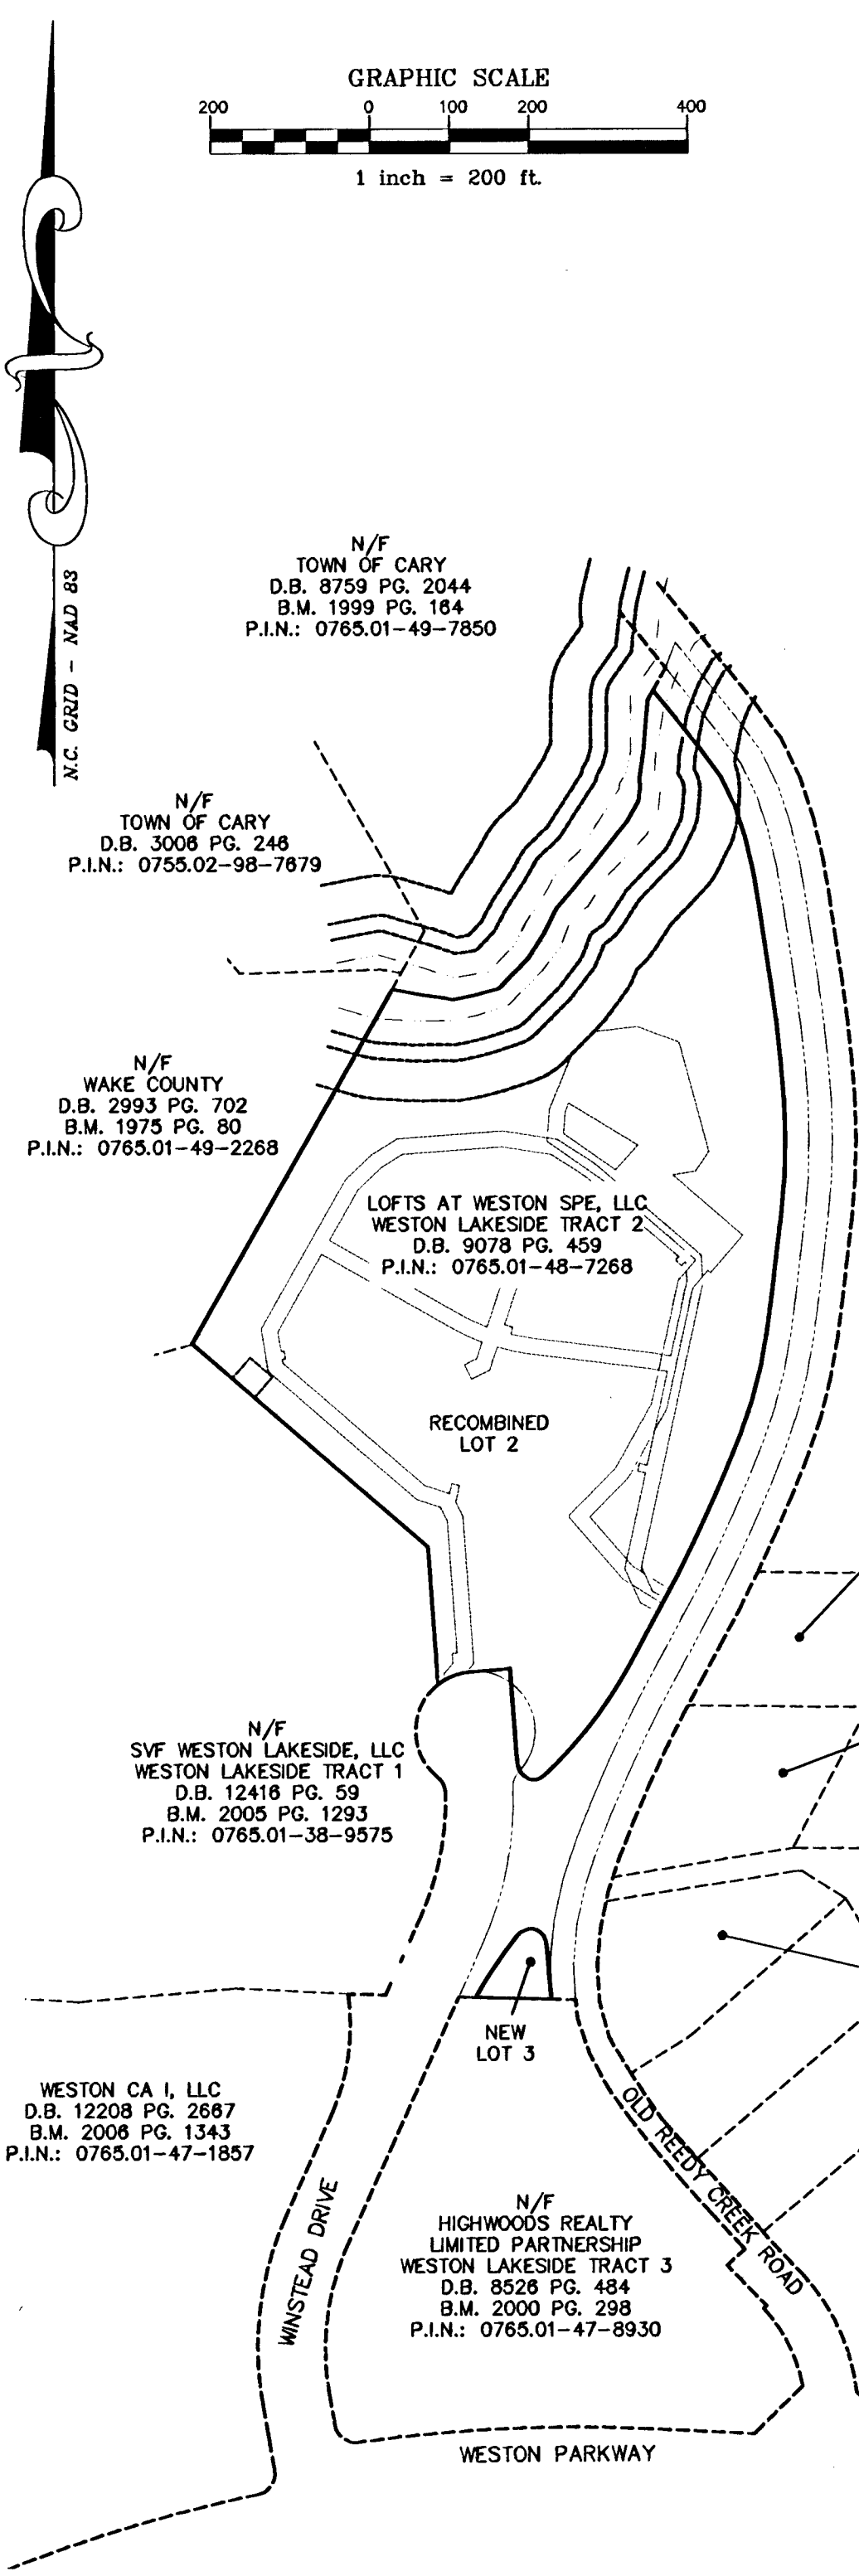 GRAPHIC SCALE
200 0 100 200 400
1 inch = 200 ft.
N.C. GRID - NAD 83
N/F
TOWN OF CARY
D.B. 8759 PG. 2044
B.M. 1999 PG. 164
P.I.N.: 0765.01-49-7850
N/F
TOWN OF CARY
D.B. 3006 PG. 246
P.I.N.: 0755.02-98-7679
N/F
WAKE COUNTY
D.B. 2993 PG. 702
B.M. 1975 PG. 80
P.I.N.: 0765.01-49-2268
LOFTS AT WESTON SPE, LLC
WESTON LAKESIDE TRACT 2
D.B. 9078 PG. 459
P.I.N.: 0765.01-48-7268
RECOMBINED
LOT 2
N/F
SVF WESTON LAKESIDE, LLC
WESTON LAKESIDE TRACT 1
D.B. 12416 PG. 59
B.M. 2005 PG. 1293
P.I.N.: 0765.01-38-9575
NEW
LOT 3
WESTON CA I, LLC
D.B. 12208 PG. 2667
B.M. 2006 PG. 1343
P.I.N.: 0765.01-47-1857
OLD REEDY CREEK ROAD
WINSTEAD DRIVE
N/F
HIGHWOODS REALTY
LIMITED PARTNERSHIP
WESTON LAKESIDE TRACT 3
D.B. 8526 PG. 484
B.M. 2000 PG. 298
P.I.N.: 0765.01-47-8930
WESTON PARKWAY